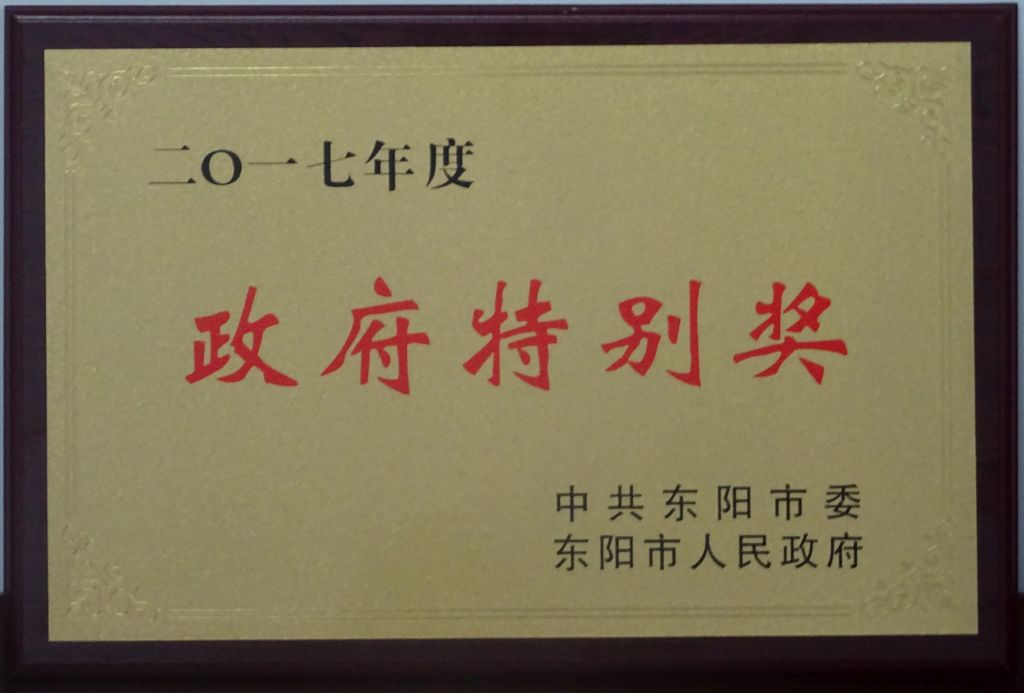 二〇一七年度
政府特别奖
中共东阳市委
东阳市人民政府